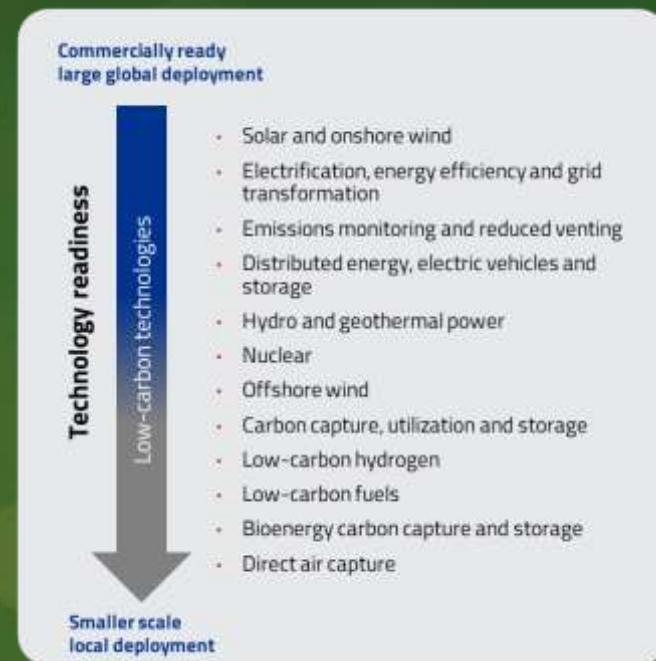 Commercially ready
large global deployment
Technology readiness
Low-carbon technologies
• Solar and onshore wind
• Electrification, energy efficiency and grid
transformation
• Emissions monitoring and reduced venting
• Distributed energy, electric vehicles and
storage
• Hydro and geothermal power
• Nuclear
• Offshore wind
• Carbon capture, utilization and storage
• Low-carbon hydrogen
• Low-carbon fuels
• Bioenergy carbon capture and storage
• Direct air capture
Smaller scale
local deployment